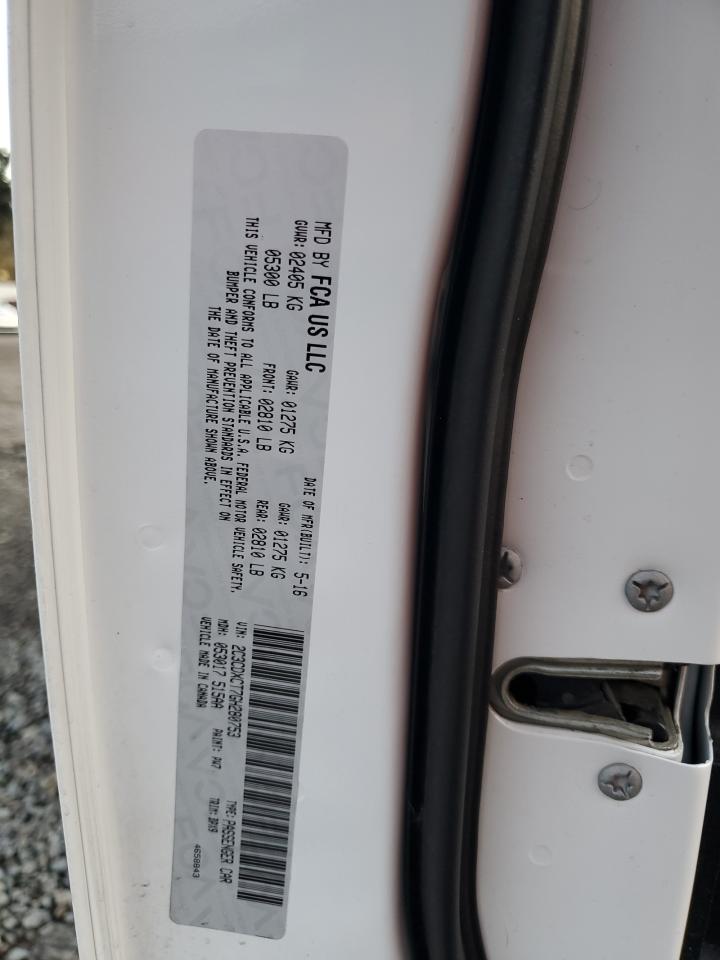 MFD BY FCA US LLC
DATE OF MFR(BUILT): 5-16
GVWR: 02405 KG GAWR: 01275 KG GAWR: 01275 KG
05300 LB FRONT: 02810 LB REAR: 02810 LB
THIS VEHICLE CONFORMS TO ALL APPLICABLE U.S.A. FEDERAL MOTOR VEHICLE SAFETY,
BUMPER AND THEFT PREVENTION STANDARDS IN EFFECT ON
THE DATE OF MANUFACTURE SHOWN ABOVE.
VIN: 2C3CDXCT7GH280753 TYPE: PASSENGER CAR
MDH: 053017 515AA PAINT: PW7 TRIM: BPX9
VEHICLE MADE IN CANADA
4658843